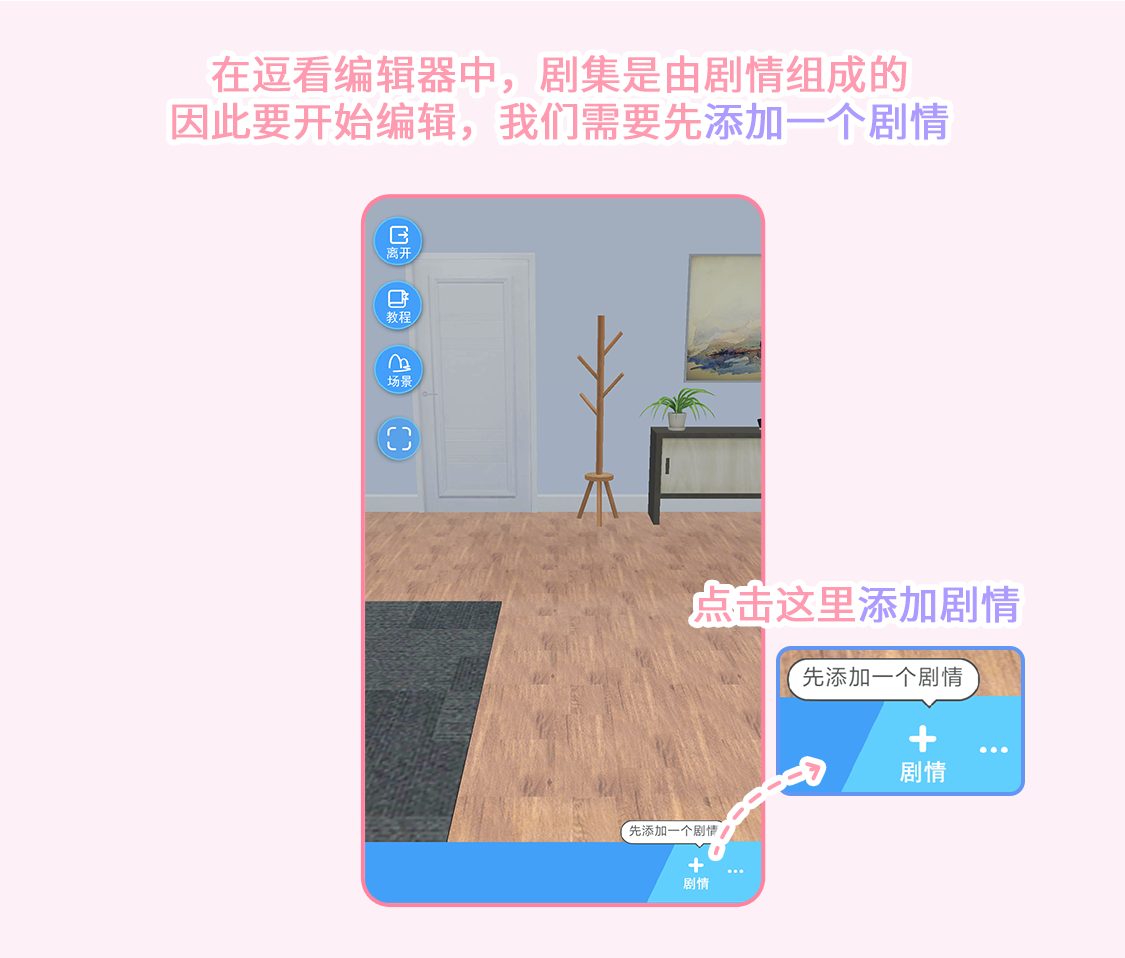 在逗看编辑器中，剧集是由剧情组成的
因此要开始编辑，我们需要先添加一个剧情
离开
教程
场景
点击这里添加剧情
先添加一个剧情
剧情
先添加一个剧情
剧情